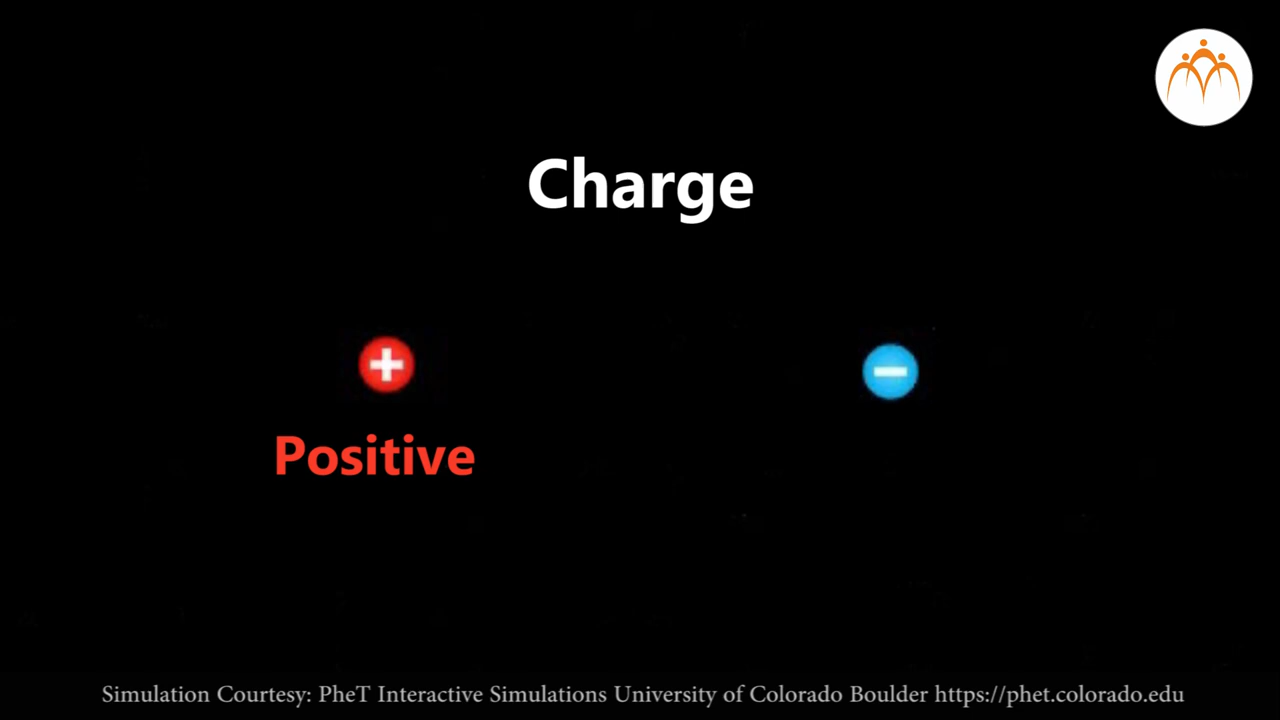 Charge
+
−
Positive
Simulation Courtesy: PheT Interactive Simulations University of Colorado Boulder https://phet.colorado.edu